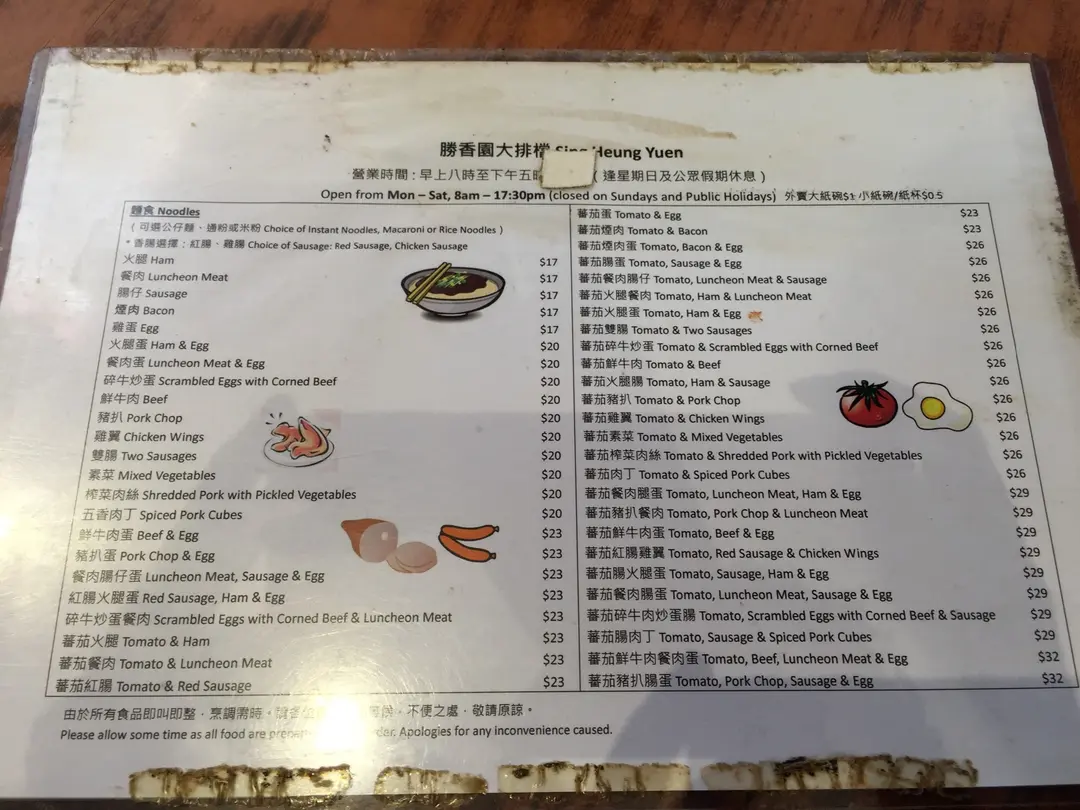 勝香園大排檔 Heung Yuen
營業時間 : 早上八時至下午五時 ( 逢星期日及公眾假期休息 )
Open from Mon – Sat, 8am – 17:30pm (closed on Sundays and Public Holidays) 外賣大紙碗$1 小紙碗/紙杯$0.5
麵食 Noodles
( 可選公仔麵、通粉或米粉 Choice of Instant Noodles, Macaroni or Rice Noodles )
* 香腸選擇 : 紅腸、雞腸 Choice of Sausage: Red Sausage, Chicken Sausage
火腿 Ham $17
餐肉 Luncheon Meat $17
腸仔 Sausage $17
煙肉 Bacon $17
雞蛋 Egg $17
火腿蛋 Ham & Egg $20
餐肉蛋 Luncheon Meat & Egg $20
碎牛炒蛋 Scrambled Eggs with Corned Beef $20
鮮牛肉 Beef $20
豬扒 Pork Chop $20
雞翼 Chicken Wings $20
雙腸 Two Sausages $20
素菜 Mixed Vegetables $20
榨菜肉絲 Shredded Pork with Pickled Vegetables $20
五香肉丁 Spiced Pork Cubes $20
鮮牛肉蛋 Beef & Egg $23
豬扒蛋 Pork Chop & Egg $23
餐肉腸仔蛋 Luncheon Meat, Sausage & Egg $23
紅腸火腿蛋 Red Sausage, Ham & Egg $23
碎牛炒蛋餐肉 Scrambled Eggs with Corned Beef & Luncheon Meat $23
蕃茄火腿 Tomato & Ham $23
蕃茄餐肉 Tomato & Luncheon Meat $23
蕃茄紅腸 Tomato & Red Sausage $23
蕃茄蛋 Tomato & Egg $23
蕃茄煙肉 Tomato & Bacon $23
蕃茄煙肉蛋 Tomato, Bacon & Egg $26
蕃茄腸蛋 Tomato, Sausage & Egg $26
蕃茄餐肉腸仔 Tomato, Luncheon Meat & Sausage $26
蕃茄火腿餐肉 Tomato, Ham & Luncheon Meat $26
蕃茄火腿蛋 Tomato, Ham & Egg $26
蕃茄雙腸 Tomato & Two Sausages $26
蕃茄碎牛炒蛋 Tomato & Scrambled Eggs with Corned Beef $26
蕃茄鮮牛肉 Tomato & Beef $26
蕃茄火腿腸 Tomato, Ham & Sausage $26
蕃茄豬扒 Tomato & Pork Chop $26
蕃茄雞翼 Tomato & Chicken Wings $26
蕃茄素菜 Tomato & Mixed Vegetables $26
蕃茄榨菜肉絲 Tomato & Shredded Pork with Pickled Vegetables $26
蕃茄肉丁 Tomato & Spiced Pork Cubes $26
蕃茄餐肉腿蛋 Tomato, Luncheon Meat, Ham & Egg $29
蕃茄豬扒餐肉 Tomato, Pork Chop & Luncheon Meat $29
蕃茄鮮牛肉蛋 Tomato, Beef & Egg $29
蕃茄紅腸雞翼 Tomato, Red Sausage & Chicken Wings $29
蕃茄腸火腿蛋 Tomato, Sausage, Ham & Egg $29
蕃茄餐肉腸蛋 Tomato, Luncheon Meat, Sausage & Egg $29
蕃茄碎牛肉炒蛋腸 Tomato, Scrambled Eggs with Corned Beef & Sausage $29
蕃茄腸肉丁 Tomato, Sausage & Spiced Pork Cubes $29
蕃茄鮮牛肉餐肉蛋 Tomato, Beef, Luncheon Meat & Egg $32
蕃茄豬扒腸蛋 Tomato, Pork Chop, Sausage & Egg $32
由於所有食品即叫即整，烹調需時。 不便之處，敬請原諒。
Please allow some time as all food are Apologies for any inconvenience caused.